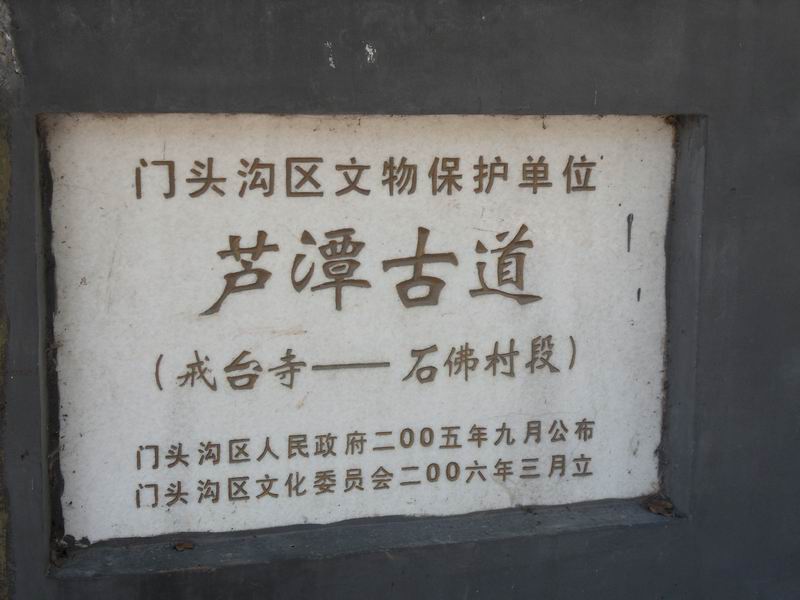 门头沟区文物保护单位
芦潭古道
（戒台寺——石佛村段）
门头沟区人民政府二00五年九月公布
门头沟区文化委员会二00六年三月立